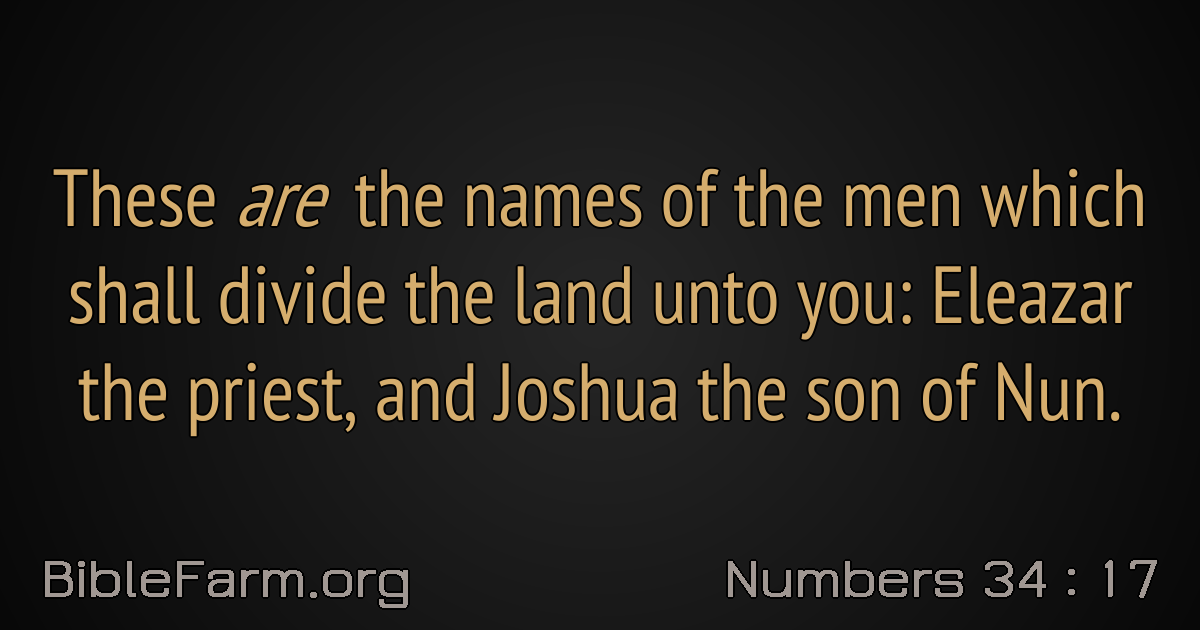 These are the names of the men which
shall divide the land unto you: Eleazar
the priest, and Joshua the son of Nun.
BibleFarm.org
Numbers 34 : 17